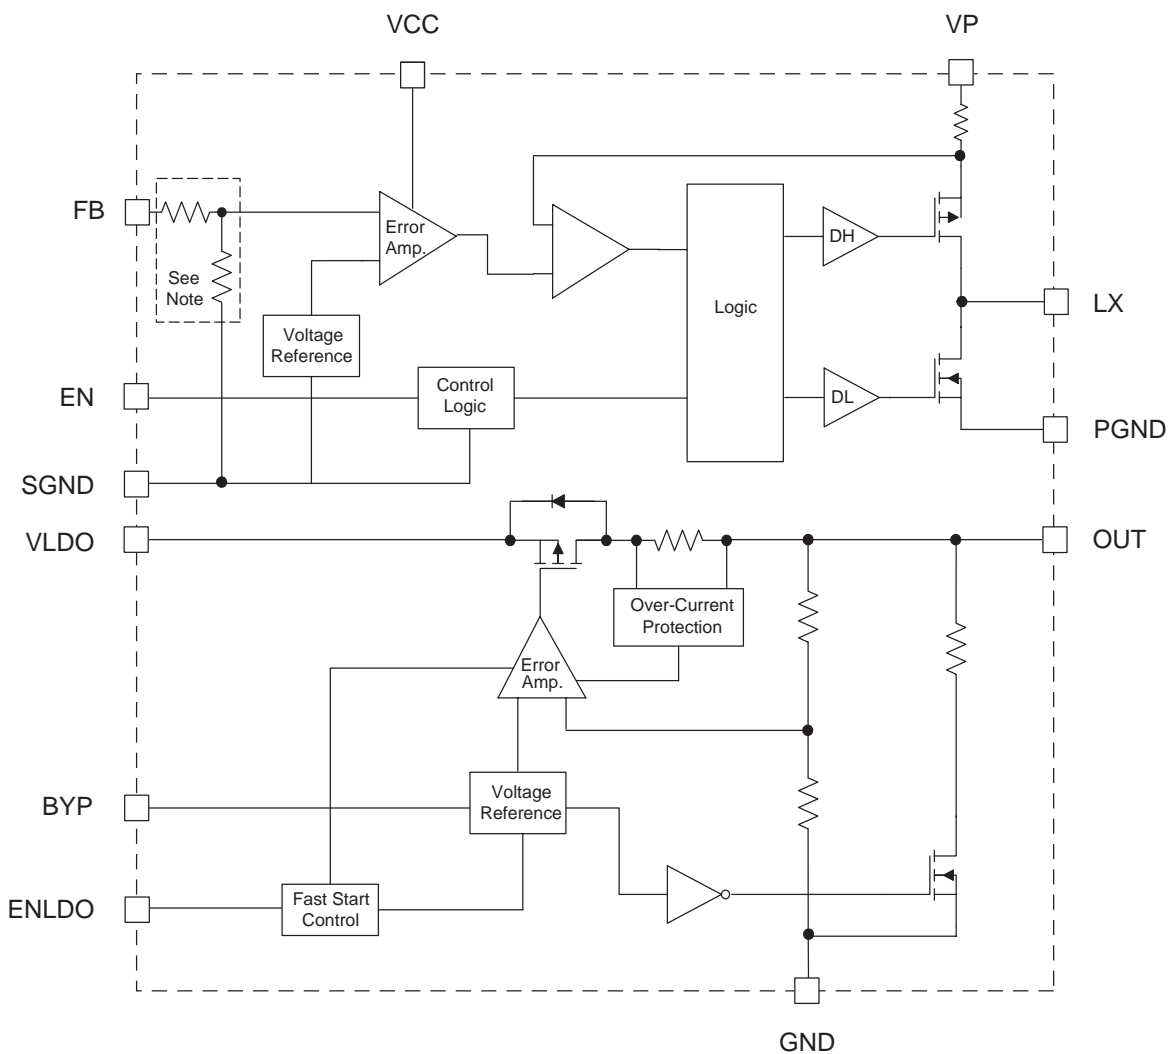 VCC
VP
FB
Error
Amp.
DH
See
Note
Logic
LX
Voltage
Reference
EN
Control
Logic
DL
PGND
SGND
VLDO
OUT
Over-Current
Protection
Error
Amp.
BYP
Voltage
Reference
ENLDO
Fast Start
Control
GND